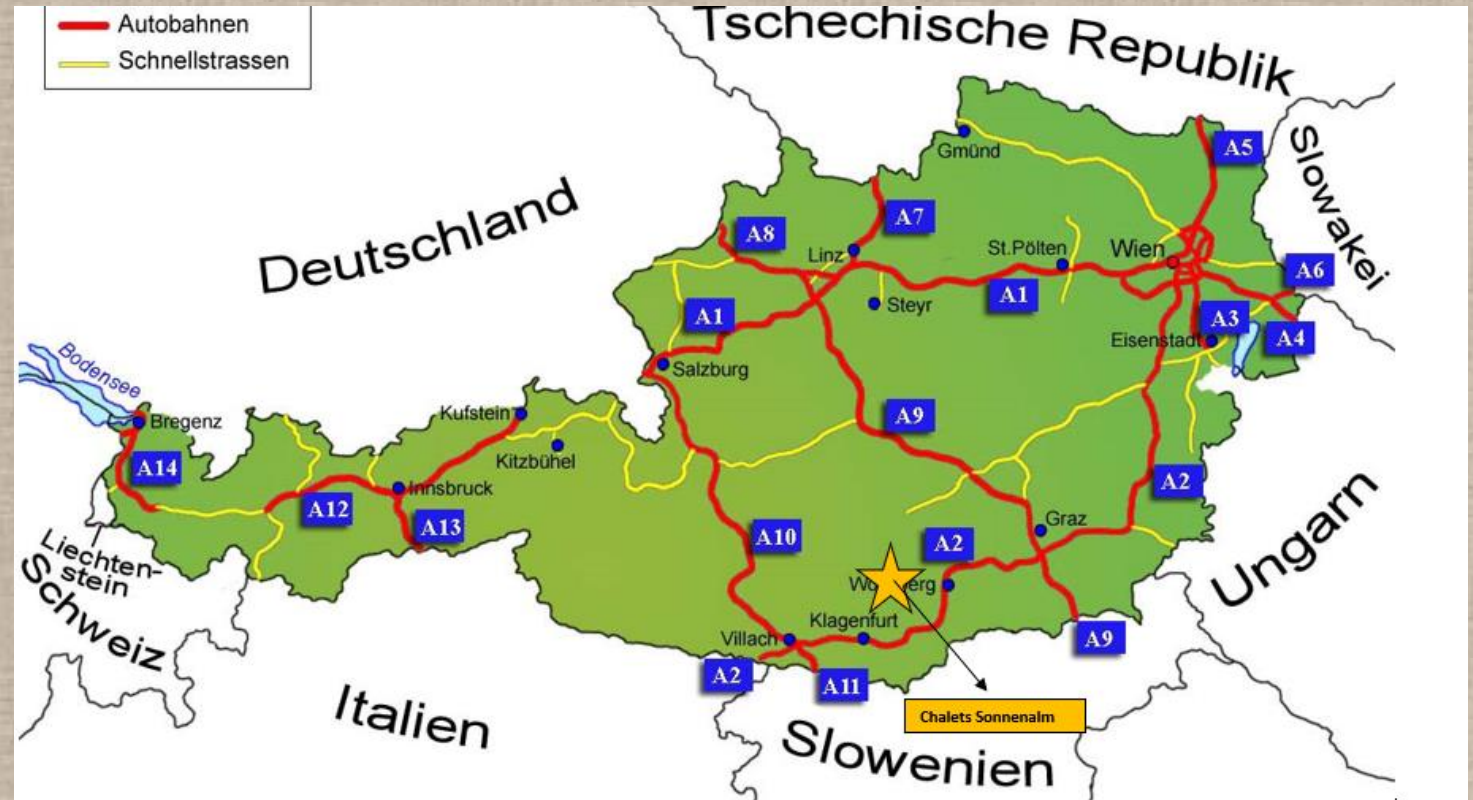 Autobahnen
Schnellstrassen
Tschechische Republik
Slowakei
Deutschland
Gmünd
A5
A7
A8
Linz
St.Pölten
Wien
A6
A1
A1
Steyr
A3
A4
Eisenstadt
Salzburg
Bodensee
Bregenz
Kufstein
Kitzbühel
A9
A14
A12
Innsbruck
A13
A2
Graz
A10
A2
Liechten-
stein
Schweiz
Ungarn
Klagenfurt
Villach
A9
A2
A11
Italien
Slowenien
Chalets Sonnenalm